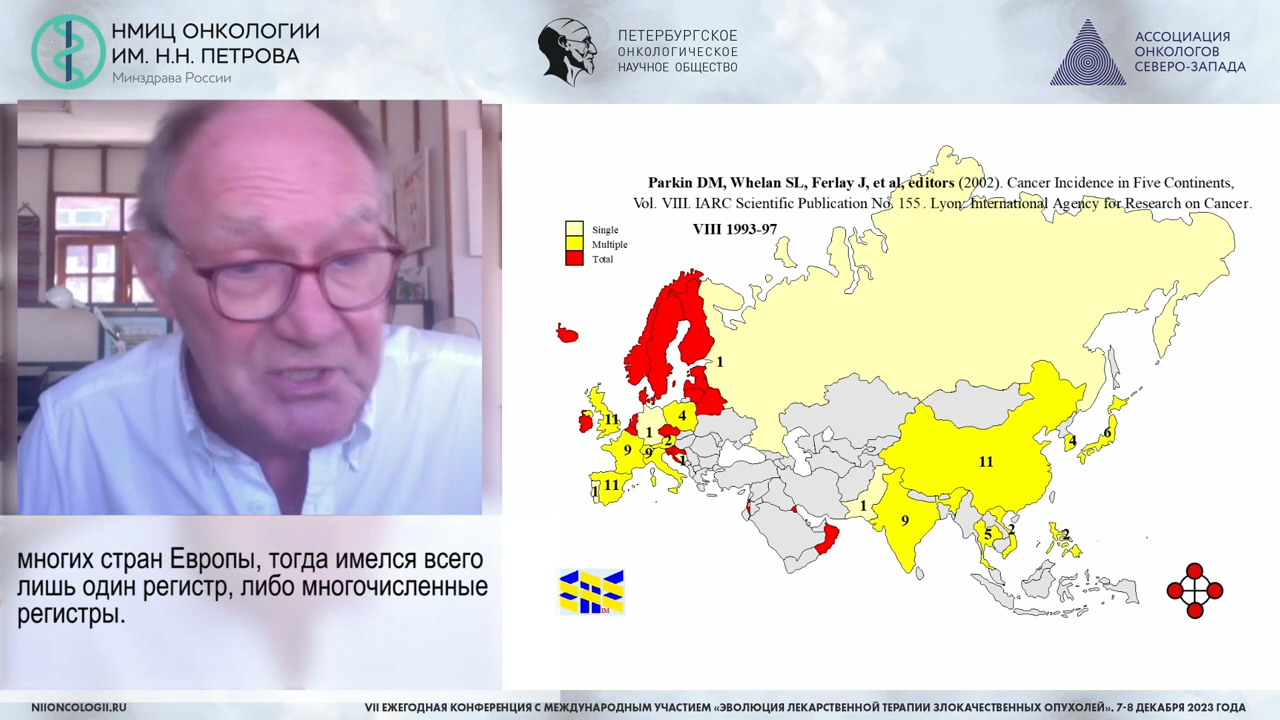 НМИЦ ОНКОЛОГИИ
ИМ. Н.Н. ПЕТРОВА
Минздрава России
ПЕТЕРБУРГСКОЕ
ОНКОЛОГИЧЕСКОЕ
НАУЧНОЕ ОБЩЕСТВО
АССОЦИАЦИЯ
ОНКОЛОГОВ
СЕВЕРО-ЗАПАДА
Parkin DM, Whelan SL, Ferlay J, et al, editors (2002). Cancer Incidence in Five Continents,
Vol. VIII. IARC Scientific Publication No. 155. Lyon: International Agency for Research on Cancer.
VIII 1993-97
Single
Multiple
Total
1
11
4
1
2
9
9
1
1
11
11
4
6
1
9
5
2
2
IM
многих стран Европы, тогда имелся всего
лишь один регистр, либо многочисленные
регистры.
NIIONCOLOGII.RU
VII ЕЖЕГОДНАЯ КОНФЕРЕНЦИЯ С МЕЖДУНАРОДНЫМ УЧАСТИЕМ «ЭВОЛЮЦИЯ ЛЕКАРСТВЕННОЙ ТЕРАПИИ ЗЛОКАЧЕСТВЕННЫХ ОПУХОЛЕЙ». 7-8 ДЕКАБРЯ 2023 ГОДА